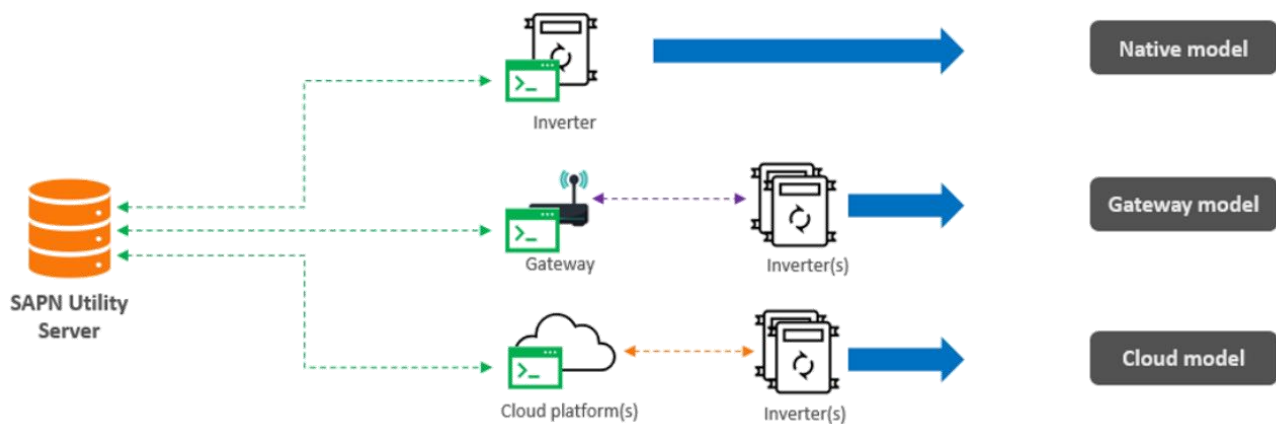 Native model
Inverter
Gateway model
Gateway
Inverter(s)
SAPN Utility
Server
Cloud model
Cloud platform(s)
Inverter(s)